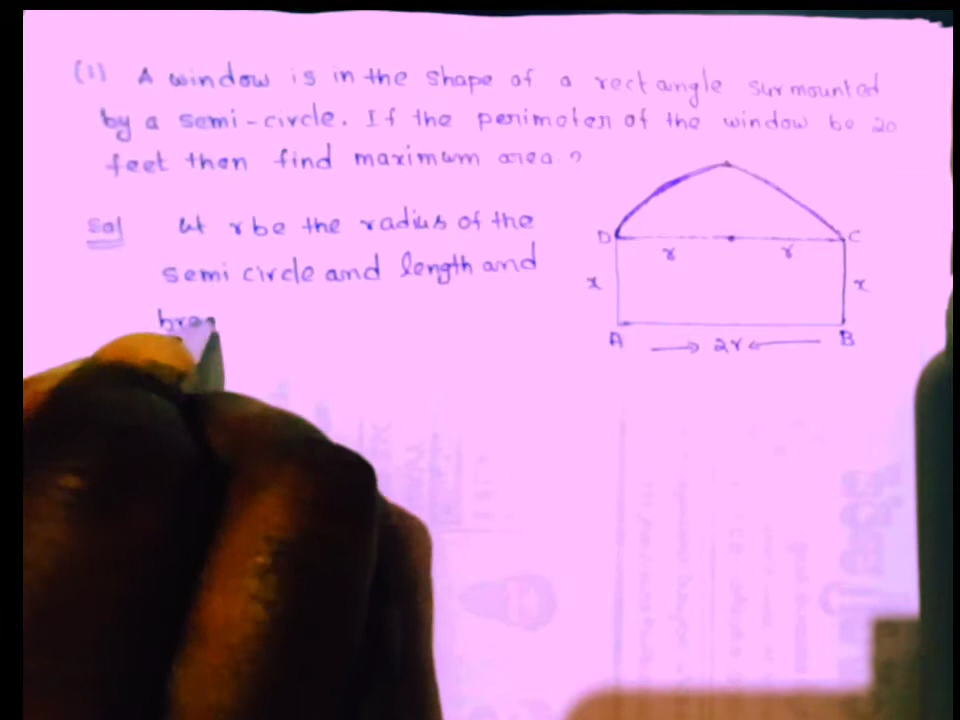 (1) A window is in the shape of a rectangle surmounted
by a semi-circle. If the perimeter of the window be 20
feet then find maximum area ?
Sol let r be the radius of the
semi circle and length and
D C
r r
x x
A B
2r